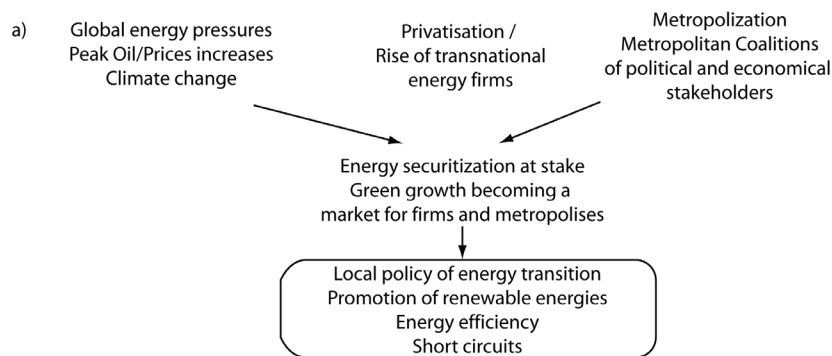 a)
Global energy pressures
Peak Oil/Prices increases
Climate change
Privatisation /
Rise of transnational
energy firms
Metropolization
Metropolitan Coalitions
of political and economical
stakeholders
Energy securitization at stake
Green growth becoming a
market for firms and metropolises
Local policy of energy transition
Promotion of renewable energies
Energy efficiency
Short circuits